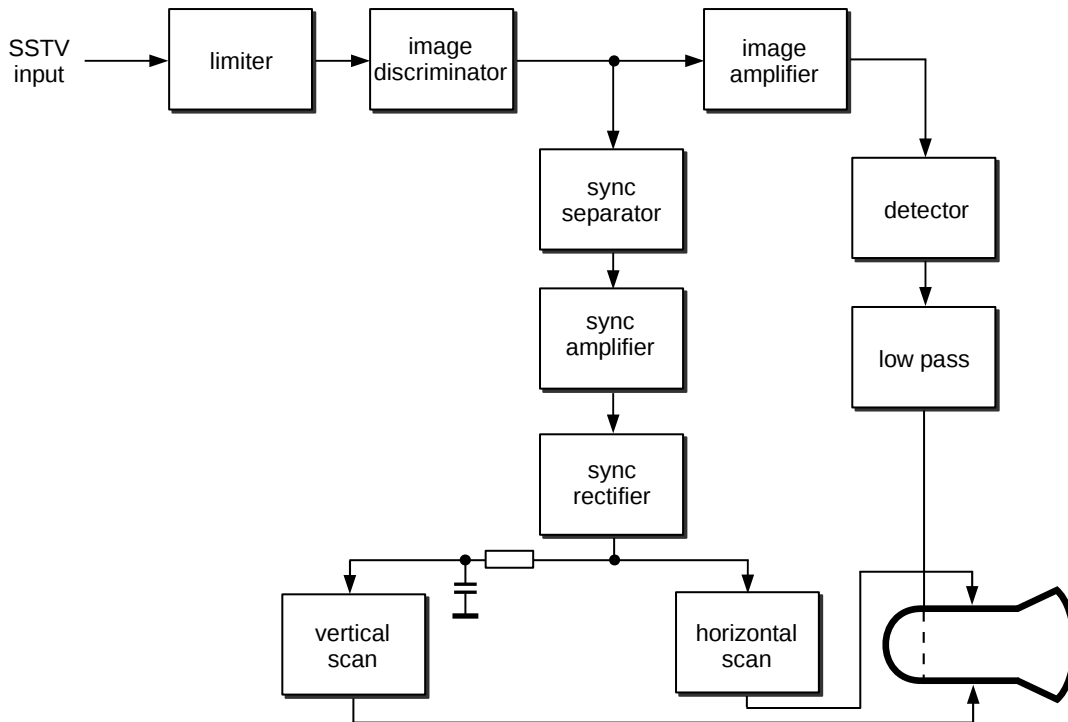 SSTV
input
limiter
image
discriminator
image
amplifier
sync
separator
detector
sync
amplifier
low pass
sync
rectifier
vertical
scan
horizontal
scan